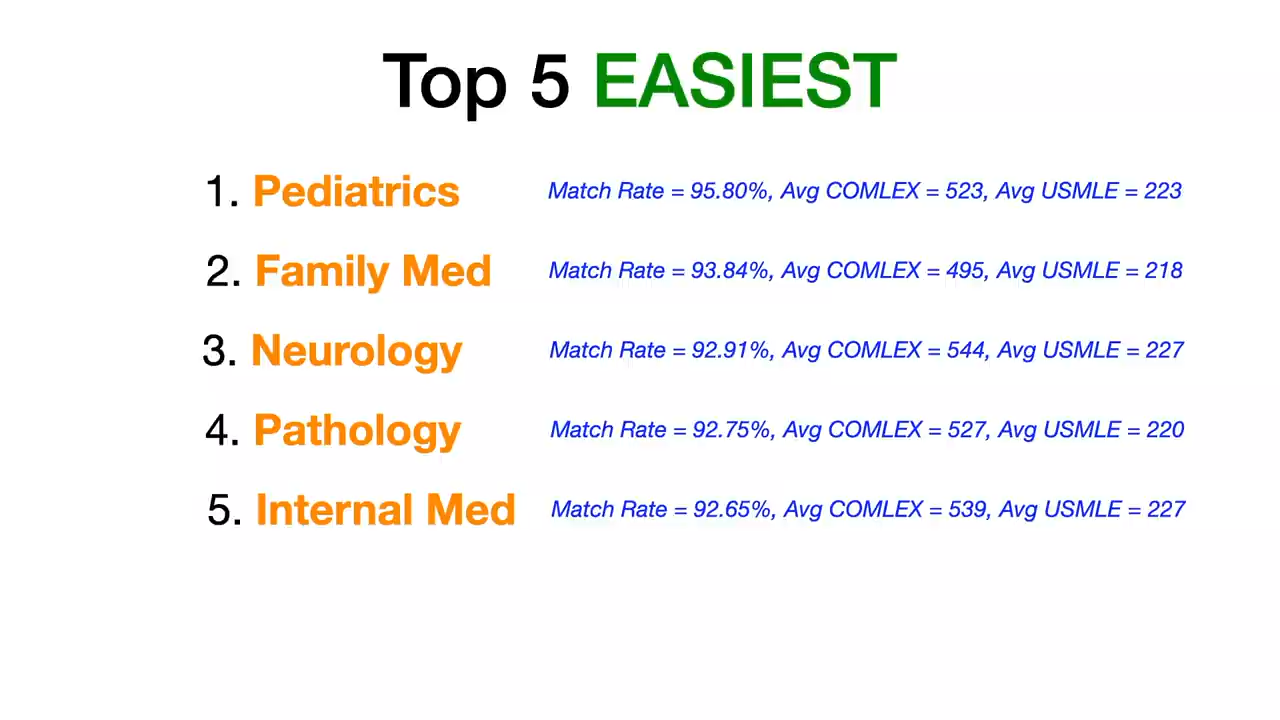 Top 5 EASIEST
1. Pediatrics Match Rate = 95.80%, Avg COMLEX = 523, Avg USMLE = 223
2. Family Med Match Rate = 93.84%, Avg COMLEX = 495, Avg USMLE = 218
3. Neurology Match Rate = 92.91%, Avg COMLEX = 544, Avg USMLE = 227
4. Pathology Match Rate = 92.75%, Avg COMLEX = 527, Avg USMLE = 220
5. Internal Med Match Rate = 92.65%, Avg COMLEX = 539, Avg USMLE = 227